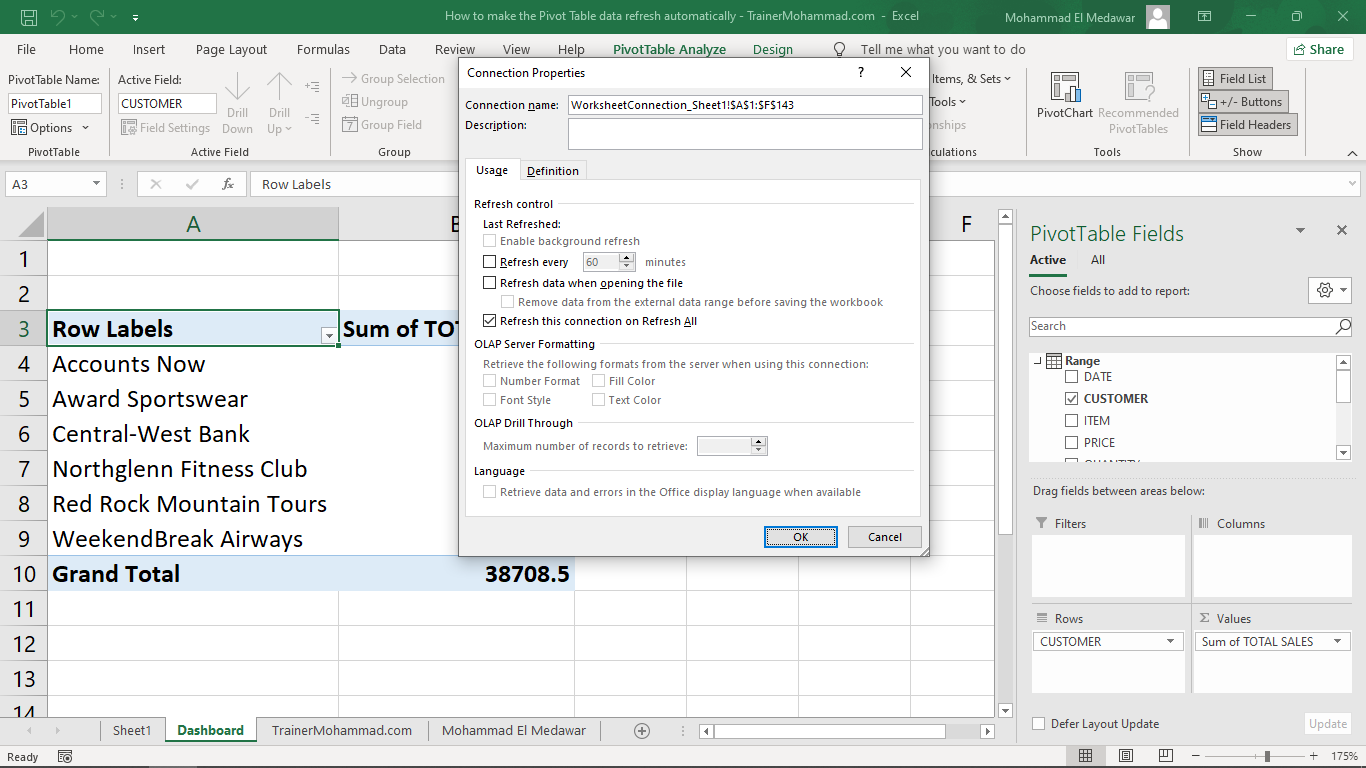 How to make the Pivot Table data refresh automatically - TrainerMohammad.com - Excel
Mohammad El Medawar
File Home Insert Page Layout Formulas Data Review View Help PivotTable Analyze Design Tell me what you want to do Share
PivotTable Name:
PivotTable1
Options
PivotTable
Active Field:
CUSTOMER
Field Settings
Drill Down
Drill Up
Active Field
Group Selection
Ungroup
Group Field
Group
Items, & Sets
Tools
PivotChart
Recommended PivotTables
Tools
Field List
+/- Buttons
Field Headers
Show
A3
fx
Row Labels
Connection Properties
? 
Connection name: WorksheetConnection_Sheet1!$A$1:$F$143
Description:
Usage Definition
Refresh control
Last Refreshed:
Enable background refresh
Refresh every 60 minutes
Refresh data when opening the file
Remove data from the external data range before saving the workbook
Refresh this connection on Refresh All
OLAP Server Formatting
Retrieve the following formats from the server when using this connection:
Number Format Fill Color
Font Style Text Color
OLAP Drill Through
Maximum number of records to retrieve:
Language
Retrieve data and errors in the Office display language when available
OK Cancel
A F
1
2
3 Row Labels Sum of
4 Accounts Now
5 Award Sportswear
6 Central-West Bank
7 Northglenn Fitness Club
8 Red Rock Mountain Tours
9 WeekendBreak Airways
10 Grand Total 38708.5
11
12
13
14
PivotTable Fields
Active All
Choose fields to add to report:
Search
Range
DATE
CUSTOMER
ITEM
PRICE
Drag fields between areas below:
Filters
Columns
Rows
Values
CUSTOMER
Sum of TOTAL SALES
Defer Layout Update
Update
Sheet1 Dashboard TrainerMohammad.com Mohammad El Medawar
Ready
175%